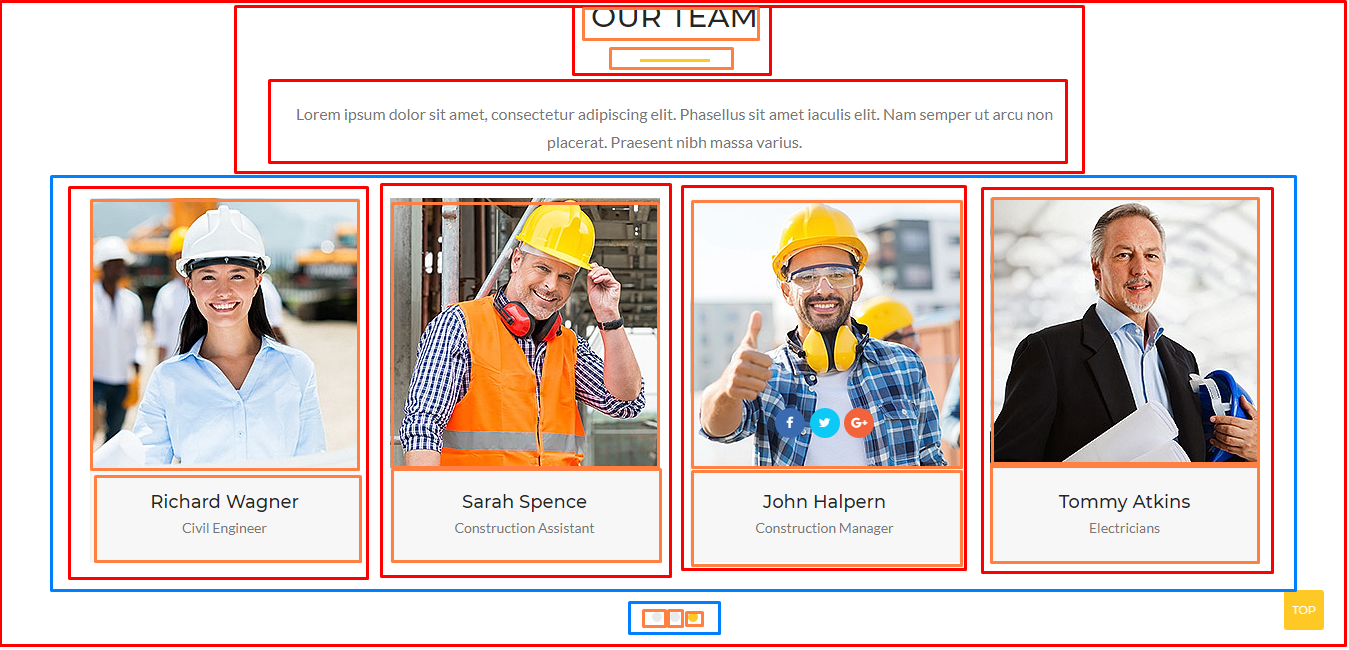 OUR TEAM
Lorem ipsum dolor sit amet, consectetur adipiscing elit. Phasellus sit amet iaculis elit. Nam semper ut arcu non
placerat. Praesent nibh massa varius.
f G+
Richard Wagner Sarah Spence John Halpern Tommy Atkins
Civil Engineer Construction Assistant Construction Manager Electricians
TOP